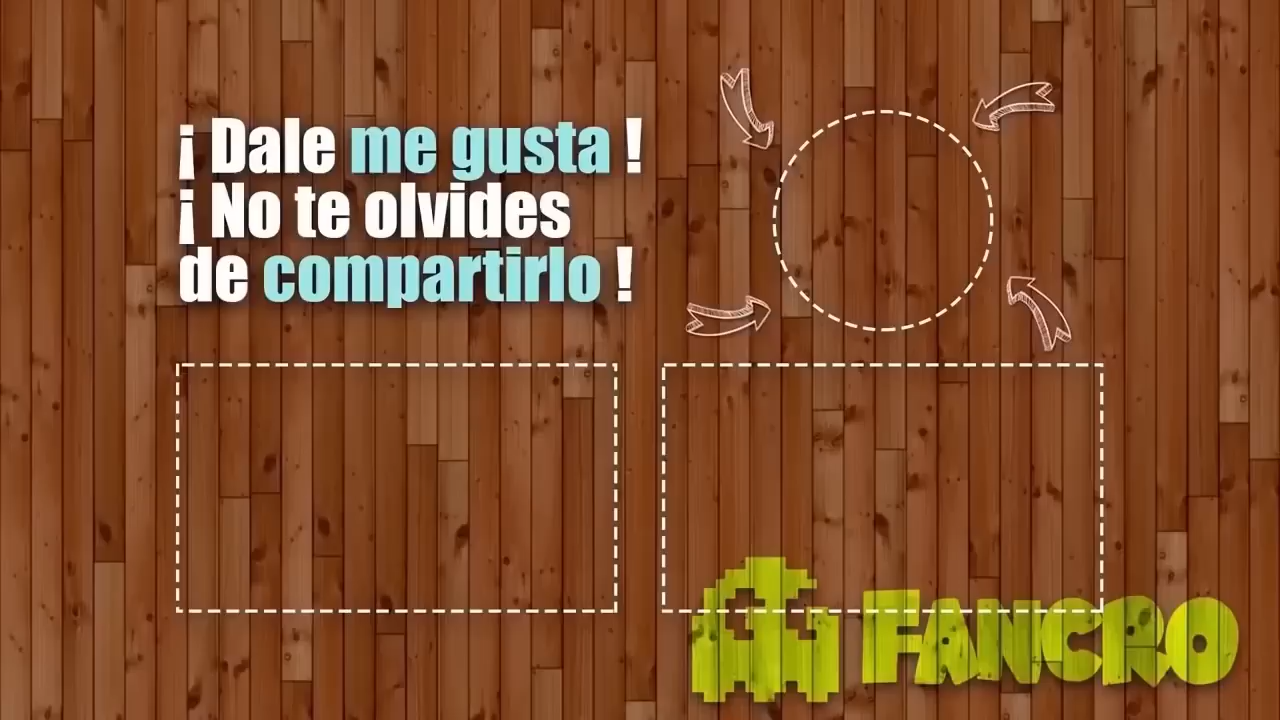 ¡ Dale me gusta !
¡ No te olvides
de compartirlo !
FANCRO